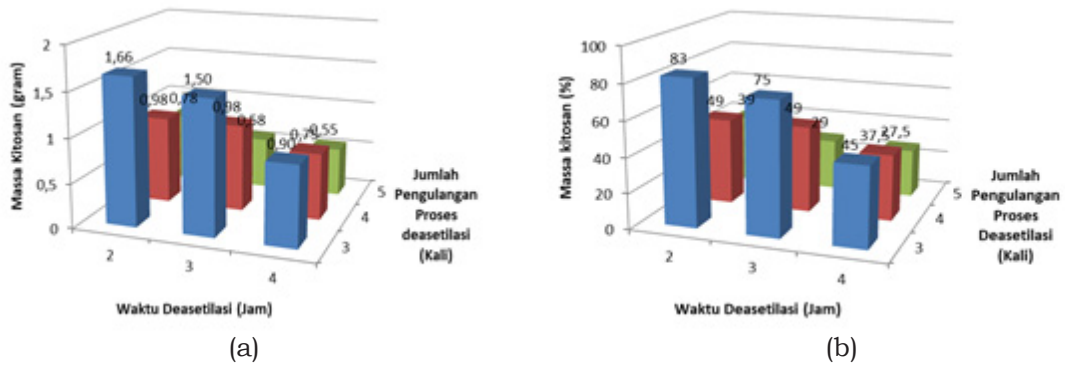 Massa Kitosan (gram)
2
1,5
1
0,5
0
1,66
0,98
0,78
1,50
0,98
0,58
0,90
0,75
0,55
2
3
4
3
4
5
Jumlah
Pengulangan
Proses
deasetilasi
(Kali)
Waktu Deasetilasi (Jam)
(a)
Massa kitosan (%)
100
80
60
40
20
0
83
49
39
75
49
29
45
37,5
27,5
2
3
4
3
4
5
Jumlah
Pengulangan
Proses
Deasetilasi
(Kali)
Waktu Deasetilasi (Jam)
(b)